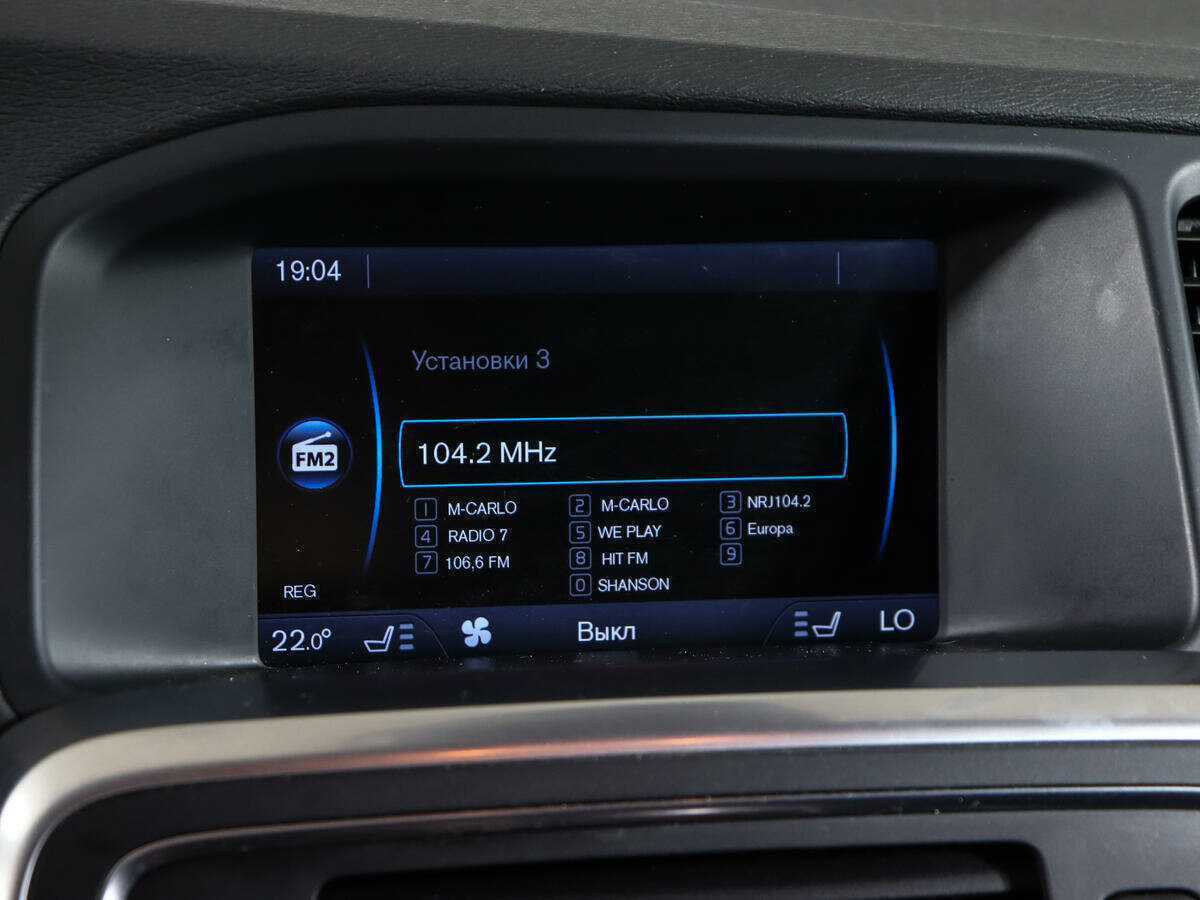 19:04
Установки 3
FM2
104.2 MHz
1 M-CARLO 2 M-CARLO 3 NRJ104.2
4 RADIO 7 5 WE PLAY 6 Europa
7 106,6 FM 8 HIT FM 9
0 SHANSON
REG
22.0° Выкл LO